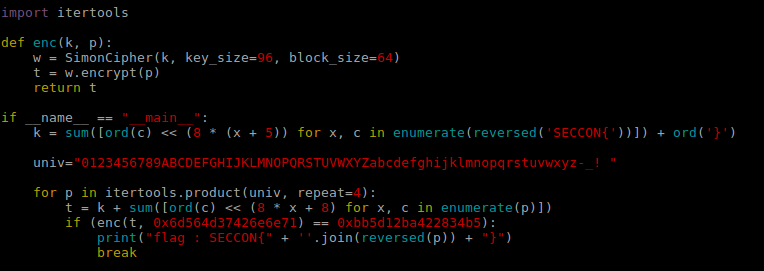 import itertools
def enc(k, p):
w = SimonCipher(k, key_size=96, block_size=64)
t = w.encrypt(p)
return t
if __name__ == "__main__":
k = sum([ord(c) << (8 * (x + 5)) for x, c in enumerate(reversed('SECCON{'))]) + ord('}')
univ="0123456789ABCDEFGHIJKLMNOPQRSTUVWXYZabcdefghijklmnopqrstuvwxyz-_! "
for p in itertools.product(univ, repeat=4):
t = k + sum([ord(c) << (8 * x + 8) for x, c in enumerate(p)])
if (enc(t, 0x6d564d37426e6e71) == 0xbb5d12ba422834b5):
print("flag : SECCON{" + ''.join(reversed(p)) + "}")
break